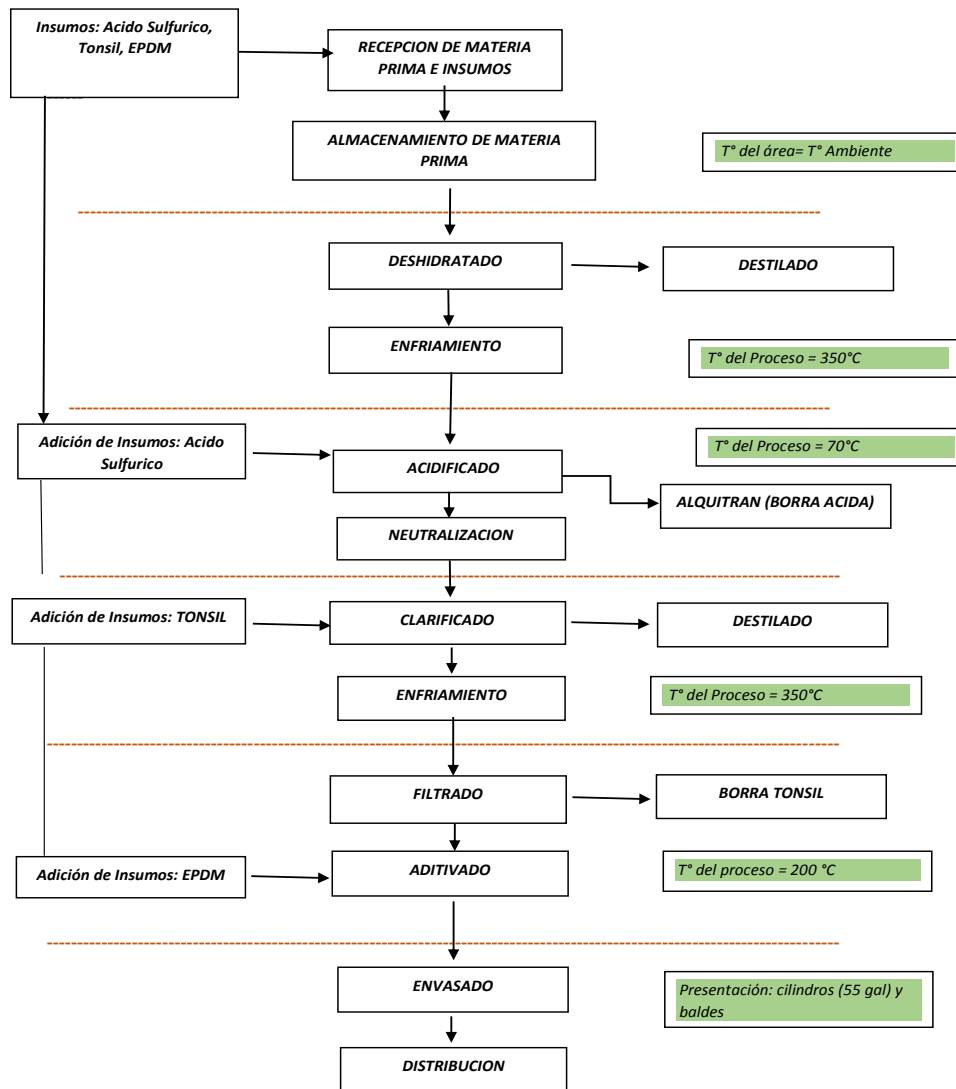 Insumos: Acido Sulfurico,
Tonsil, EPDM
RECEPCION DE MATERIA
PRIMA E INSUMOS
ALMACENAMIENTO DE MATERIA
PRIMA
T° del área= T° Ambiente
DESHIDRATADO
DESTILADO
ENFRIAMIENTO
T° del Proceso = 350°C
Adición de Insumos: Acido
Sulfurico
T° del Proceso = 70°C
ACIDIFICADO
ALQUITRAN (BORRA ACIDA)
NEUTRALIZACION
Adición de Insumos: TONSIL
CLARIFICADO
DESTILADO
ENFRIAMIENTO
T° del Proceso = 350°C
FILTRADO
BORRA TONSIL
Adición de Insumos: EPDM
ADITIVADO
T° del proceso = 200 °C
ENVASADO
Presentación: cilindros (55 gal) y
baldes
DISTRIBUCION